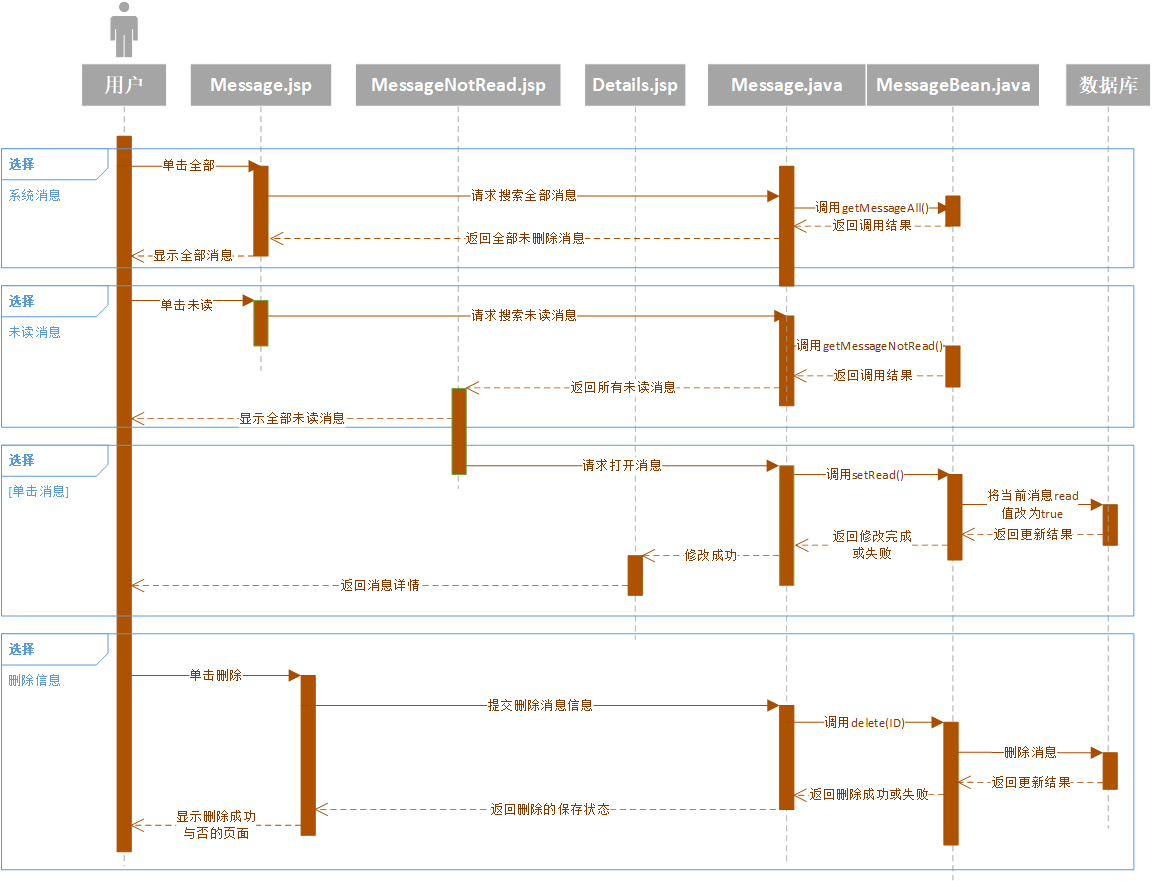 用户
Message.jsp
MessageNotRead.jsp
Details.jsp
Message.java
MessageBean.java
数据库
选择
系统消息
单击全部
请求搜索全部消息
调用getMessageAll()
返回调用结果
返回全部未删除消息
显示全部消息
选择
未读消息
单击未读
请求搜索未读消息
调用getMessageNotRead()
返回调用结果
返回所有未读消息
显示全部未读消息
选择
[单击消息]
请求打开消息
调用setRead()
将当前消息read
值改为true
返回更新结果
返回修改完成
或失败
修改成功
返回消息详情
选择
删除信息
单击删除
提交删除消息信息
调用delete(ID)
删除消息
返回更新结果
返回删除成功或失败
返回删除的保存状态
显示删除成功
与否的页面